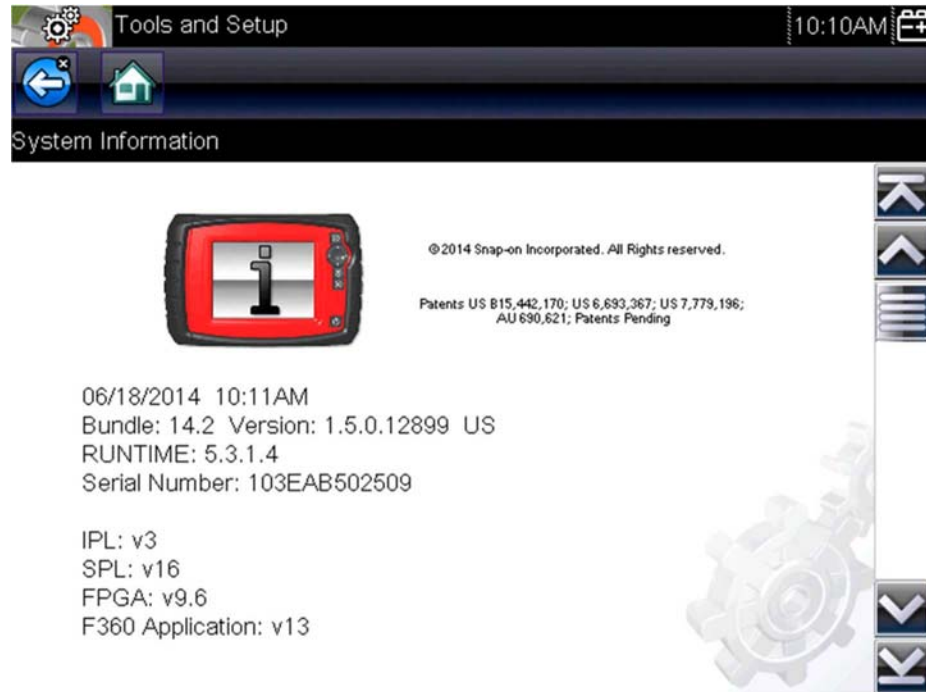 Tools and Setup
10:10AM
System Information
©2014 Snap-on Incorporated. All Rights reserved.
Patents US B15,442,170; US 6,693,367; US 7,779,196;
AU 690,621; Patents Pending
06/18/2014 10:11AM
Bundle: 14.2 Version: 1.5.0.12899 US
RUNTIME: 5.3.1.4
Serial Number: 103EAB502509
IPL: v3
SPL: v16
FPGA: v9.6
F360 Application: v13